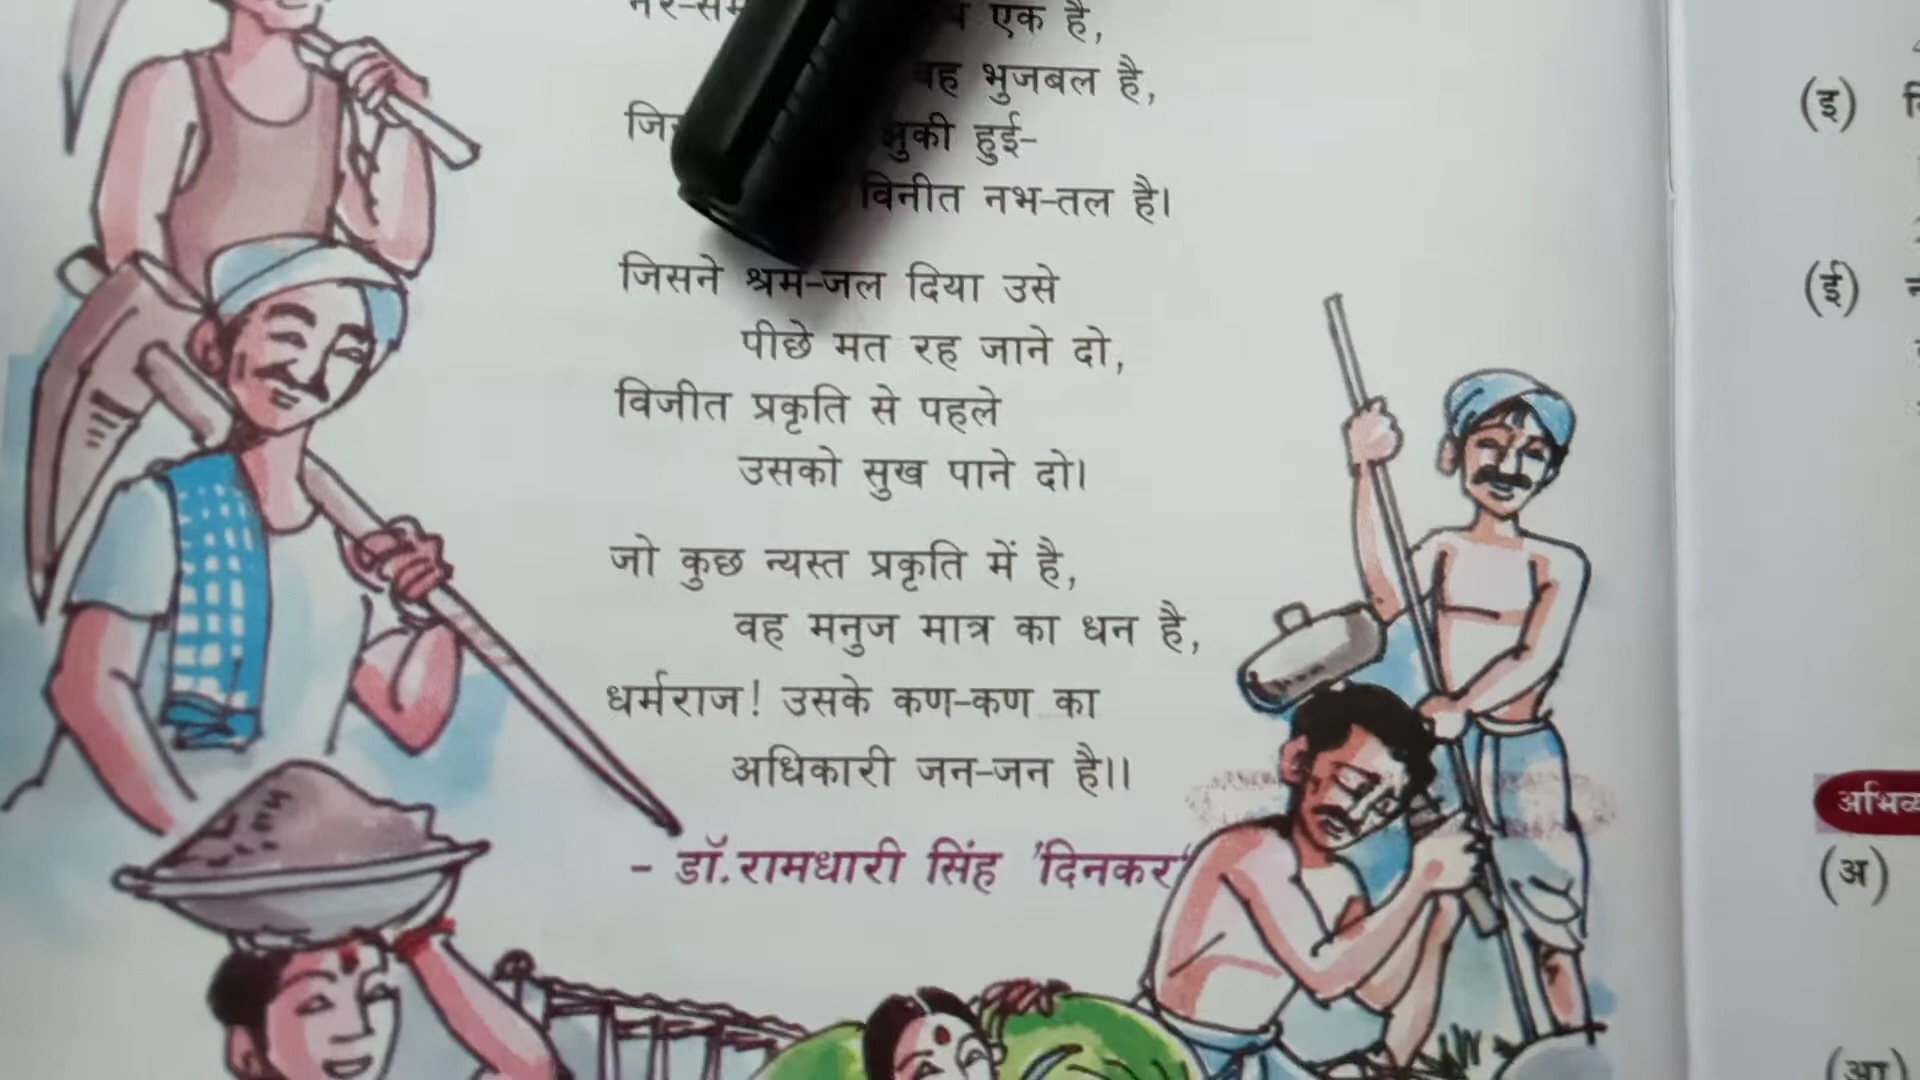 एक है,
भुजबल है,
हुई-
विनीत नभ-तल है।
जिसने श्रम-जल दिया उसे
पीछे मत रह जाने दो,
विजीत प्रकृति से पहले
उसको सुख पाने दो।
जो कुछ न्यस्त प्रकृति में है,
वह मनुज मात्र का धन है,
धर्मराज! उसके कण-कण का
अधिकारी जन-जन है।।
- डॉ.रामधारी सिंह 'दिनकर'
(इ)
(ई)
(अ)
(आ)